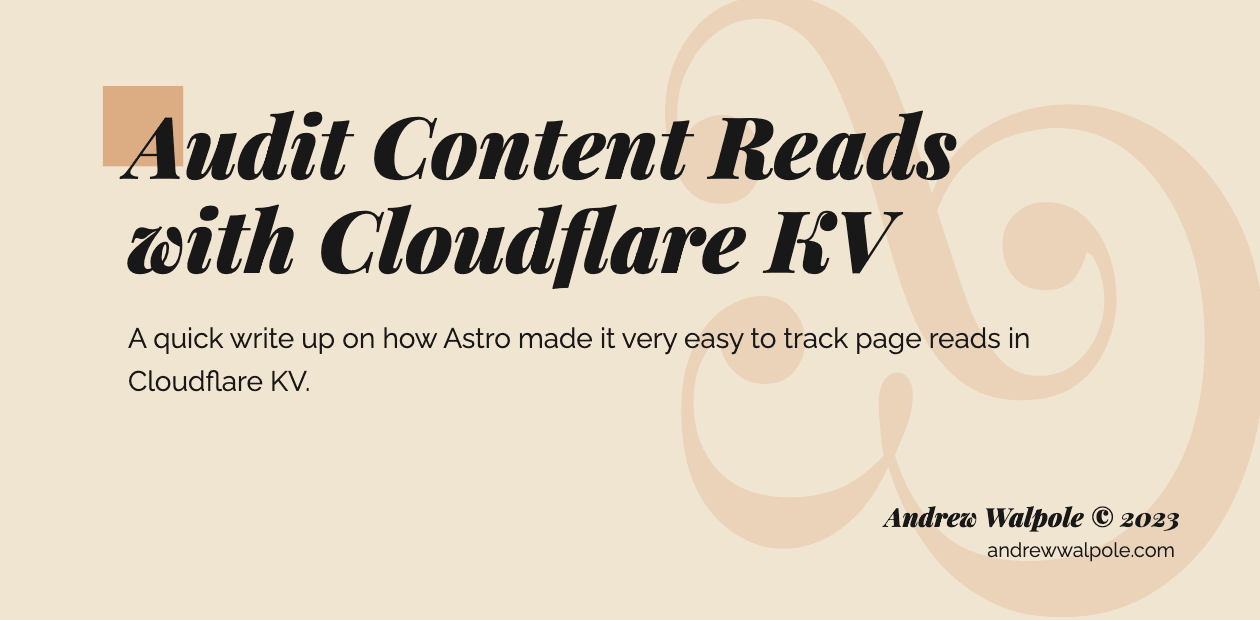 Audit Content Reads
with Cloudflare KV
A quick write up on how Astro made it very easy to track page reads in
Cloudflare KV.
Andrew Walpole © 2023
andrewwalpole.com